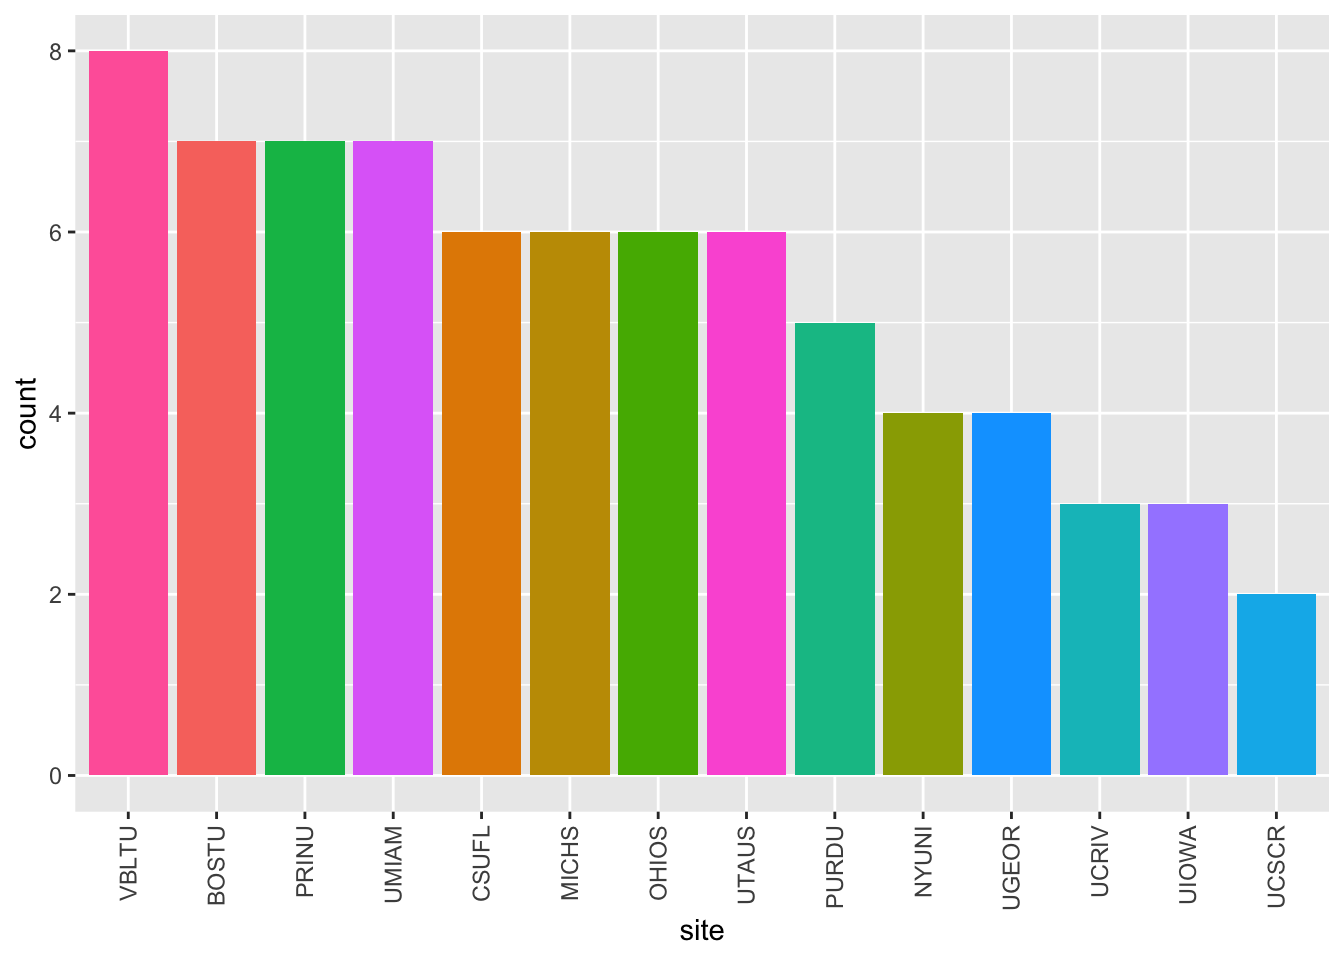 8
6
4
2
0
count
VBLTU
BOSTU
PRINU
UMIAM
CSUFL
MICHS
OHIOS
UTAUS
PURDU
NYUNI
UGEOR
UCRIV
UIOWA
UCSCR
site